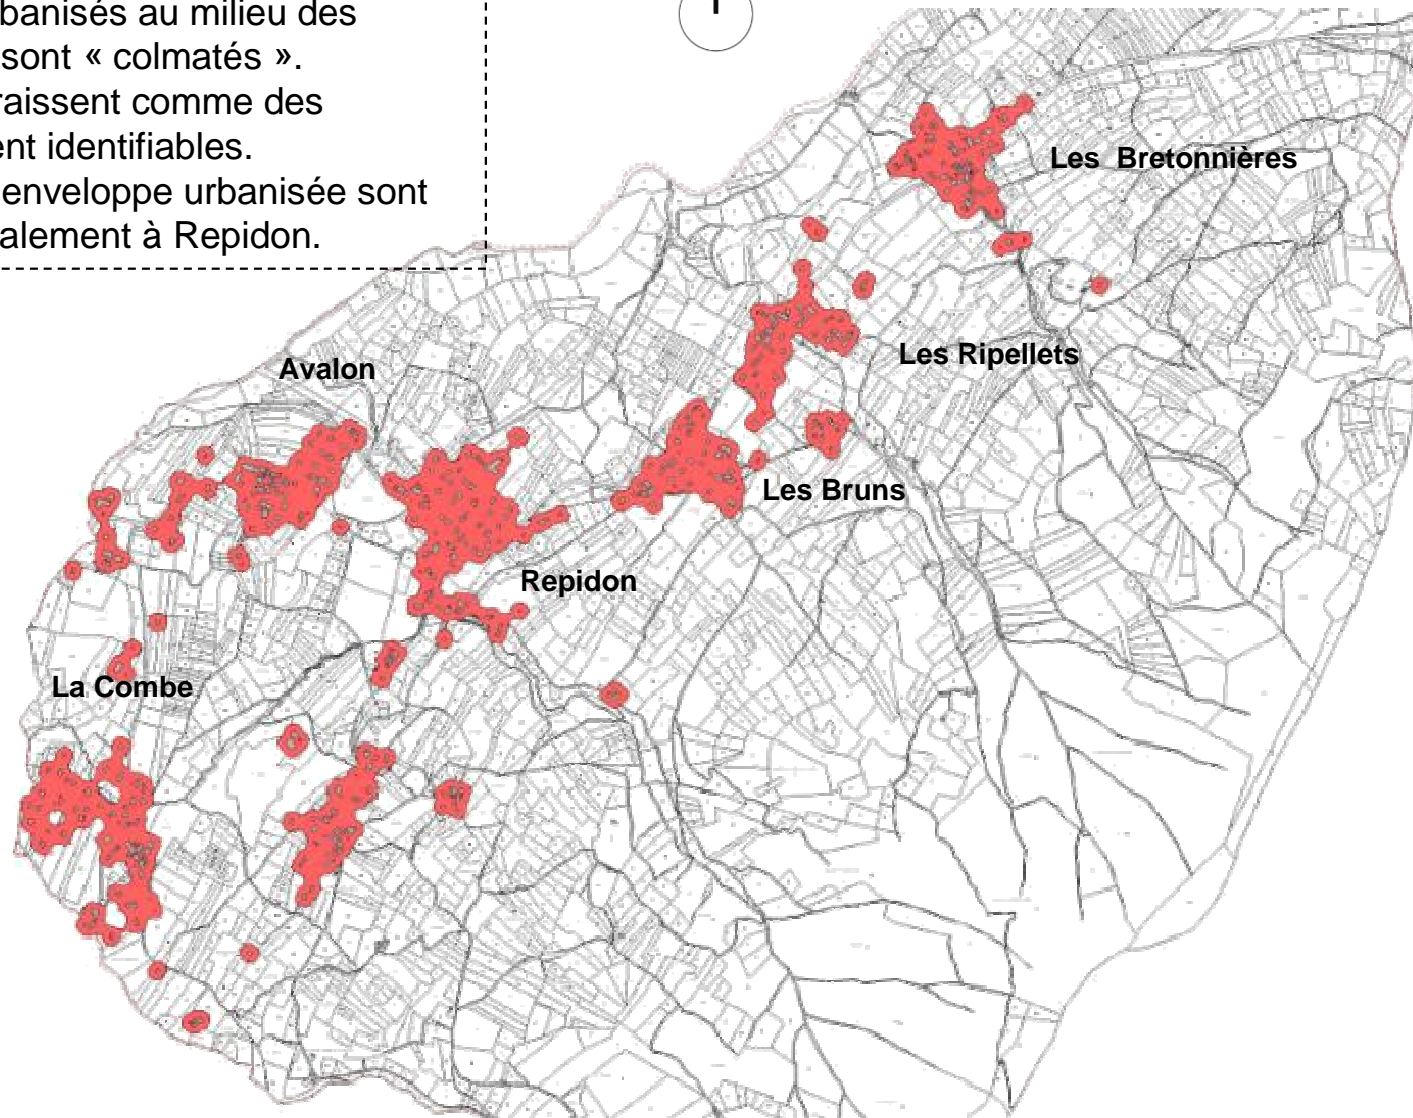 banisés au milieu des
sont « colmatés ».
raissent comme des
ent identifiables.
enveloppe urbanisée sont
alement à Repidon.
Les Bretonnières
Les Ripellets
Avalon
Les Bruns
Repidon
La Combe